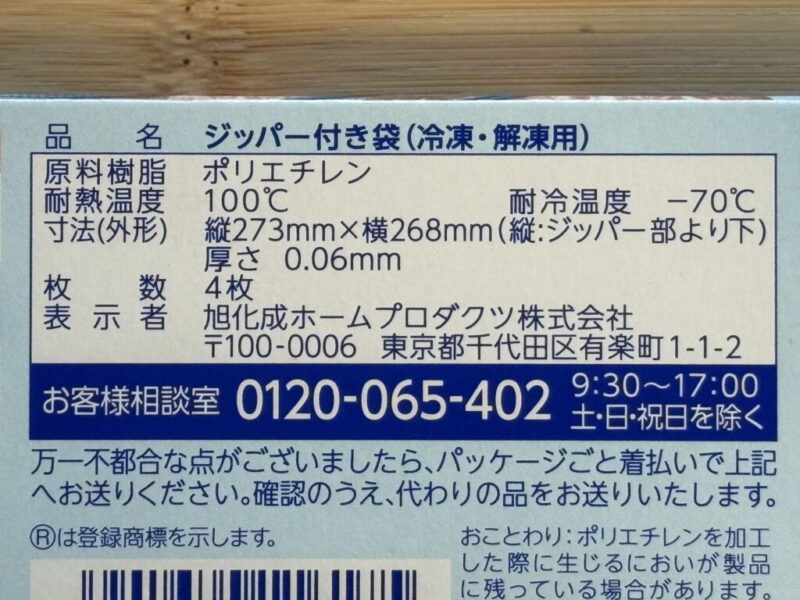 品名 ジッパー付き袋(冷凍・解凍用)
原料樹脂 ポリエチレン
耐熱温度 100℃ 耐冷温度 −70℃
寸法(外形) 縦273mm×横268mm(縦:ジッパー部より下)
厚さ 0.06mm
枚数 4枚
表示者 旭化成ホームプロダクツ株式会社
〒100-0006 東京都千代田区有楽町1-1-2
お客様相談室 0120-065-402 9:30〜17:00
土・日・祝日を除く
万一不都合な点がございましたら、パッケージごと着払いで上記
へお送りください。確認のうえ、代わりの品をお送りいたします。
Ⓡは登録商標を示します。
おことわり:ポリエチレンを加工
した際に生じるにおいが製品
に残っている場合があります。